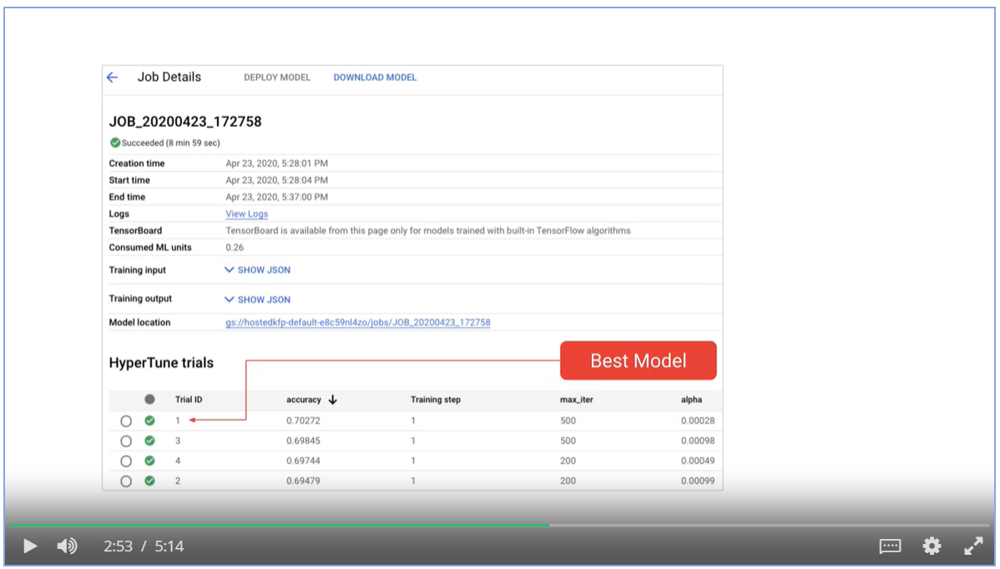 Job Details DEPLOY MODEL DOWNLOAD MODEL
JOB_20200423_172758
Succeeded (8 min 59 sec)
Creation time Apr 23, 2020, 5:28:01 PM
Start time Apr 23, 2020, 5:28:04 PM
End time Apr 23, 2020, 5:37:00 PM
Logs View Logs
TensorBoard TensorBoard is available from this page only for models trained with built-in TensorFlow algorithms
Consumed ML units 0.26
Training input SHOW JSON
Training output SHOW JSON
Model location gs://hostedkfp-default-e8c59nl4zo/jobs/JOB_20200423_172758
HyperTune trials
Best Model
Trial ID accuracy Training step max_iter alpha
1 0.70272 1 500 0.00028
3 0.69845 1 500 0.00098
4 0.69744 1 200 0.00049
2 0.69479 1 200 0.00099
2:53 / 5:14